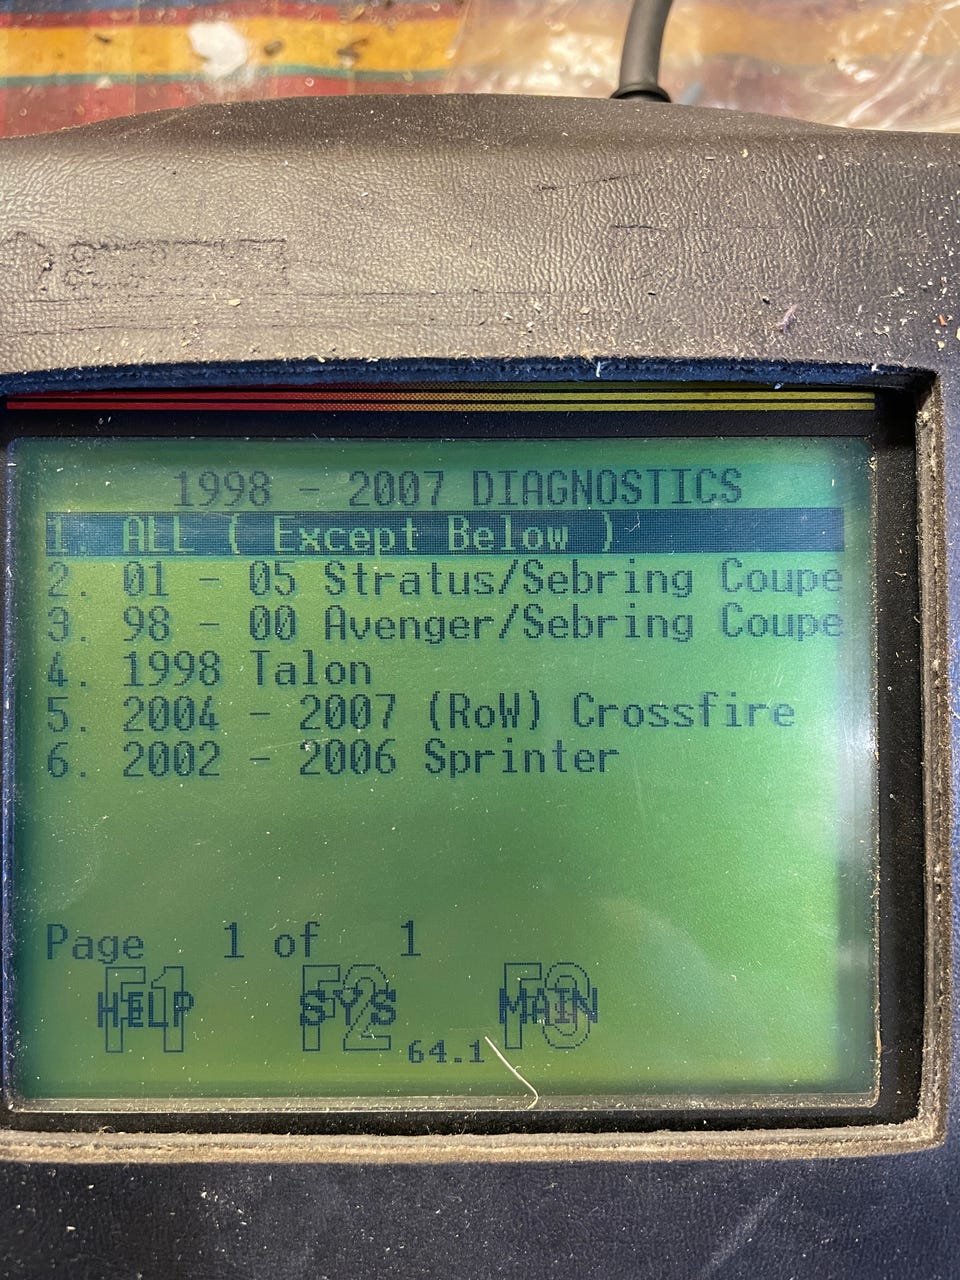 1998 - 2007 DIAGNOSTICS
1. ALL ( Except Below )
2. 01 - 05 Stratus/Sebring Coupe
3. 98 - 00 Avenger/Sebring Coupe
4. 1998 Talon
5. 2004 - 2007 (RoW) Crossfire
6. 2002 - 2006 Sprinter
Page 1 of 1
F1 HELP F2 SYS F3 MAIN
64.1